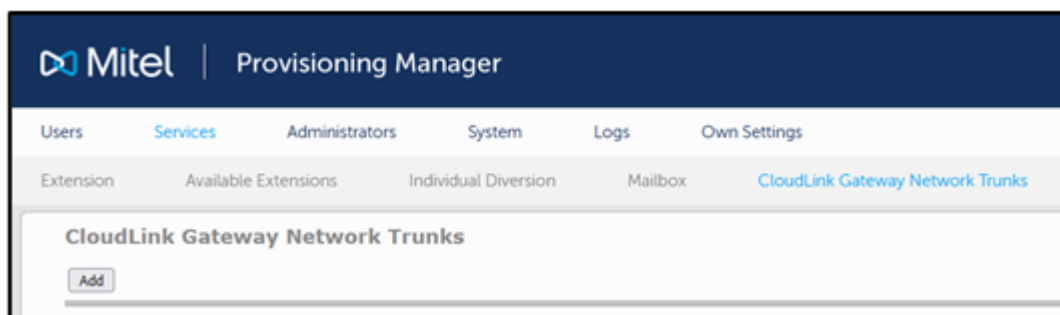 Mitel | Provisioning Manager
Users Services Administrators System Logs Own Settings
Extension Available Extensions Individual Diversion Mailbox CloudLink Gateway Network Trunks
CloudLink Gateway Network Trunks
Add